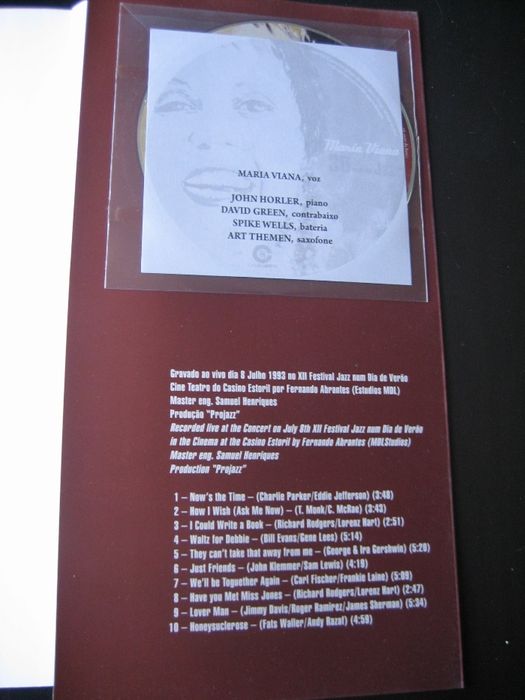 Maria Viana
MARIA VIANA, voz
JOHN HORLER, piano
DAVID GREEN, contrabaixo
SPIKE WELLS, bateria
ART THEMEN, saxofone
Gravado ao vivo dia 8 Julho 1993 no XII Festival Jazz num Dia de Verão
Cine Teatro do Casino Estoril por Fernando Abrantes (Estudios MDL)
Master eng. Samuel Henriques
Produção "Projazz"
Recorded live at the Concert on July 8th XII Festival Jazz num Dia de Verão
in the Cinema at the Casino Estoril by Fernando Abrantes (MDLStudios)
Master eng. Samuel Henriques
Production "Projazz"
1 – Now's the Time – (Charlie Parker/Eddie Jefferson) (3:48)
2 – How I Wish (Ask Me Now) – (T. Monk/C. McRae) (3:43)
3 – I Could Write a Book – (Richard Rodgers/Lorenz Hart) (2:51)
4 – Waltz for Debbie – (Bill Evans/Gene Lees) (5:14)
5 – They can't take that away from me – (George & Ira Gershwin) (5:20)
6 – Just Friends – (John Klemmer/Sam Lewis) (4:19)
7 – We'll be Toguether Again – (Carl Fischer/Frankie Laine) (5:09)
8 – Have you Met Miss Jones – (Richard Rodgers/Lorenz Hart) (2:47)
9 – Lover Man – (Jimmy Davis/Roger Ramirez/James Sherman) (5:34)
10 – Honeysuclerose – (Fats Waller/Andy Razal) (4:59)